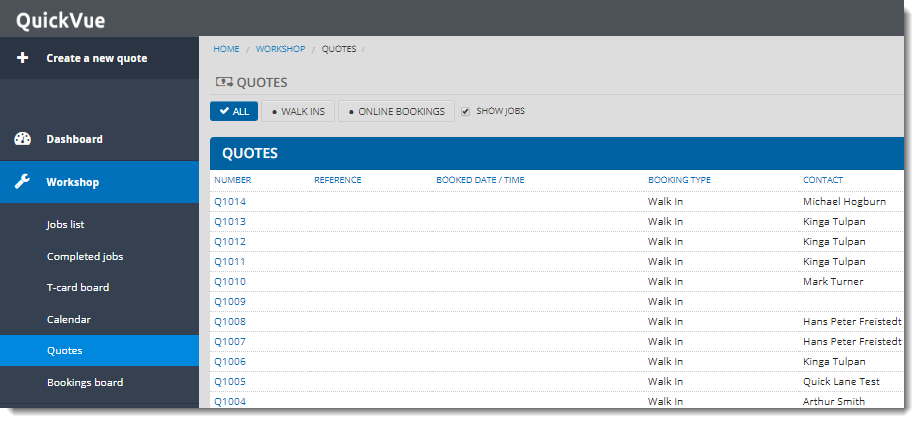 QuickVue
Create a new quote
Dashboard
Workshop
Jobs list
Completed jobs
T-card board
Calendar
Quotes
Bookings board
HOME / WORKSHOP / QUOTES /
QUOTES
ALL WALK INS ONLINE BOOKINGS SHOW JOBS
QUOTES
NUMBER REFERENCE BOOKED DATE / TIME BOOKING TYPE CONTACT
Q1014 Walk In Michael Hogburn
Q1013 Walk In Kinga Tulpan
Q1012 Walk In Kinga Tulpan
Q1011 Walk In Kinga Tulpan
Q1010 Walk In Mark Turner
Q1009 Walk In
Q1008 Walk In Hans Peter Freistedt
Q1007 Walk In Hans Peter Freistedt
Q1006 Walk In Kinga Tulpan
Q1005 Walk In Quick Lane Test
Q1004 Walk In Arthur Smith